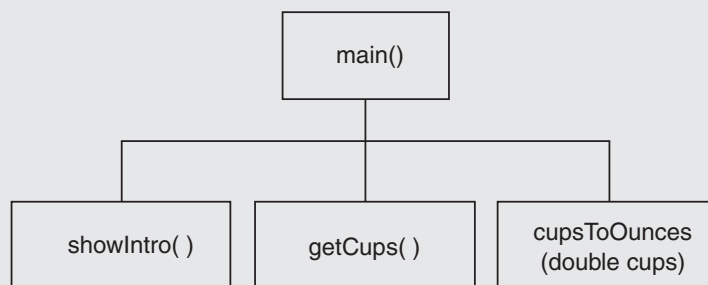 main()
showIntro( )
getCups( )
cupsToOunces
(double cups)